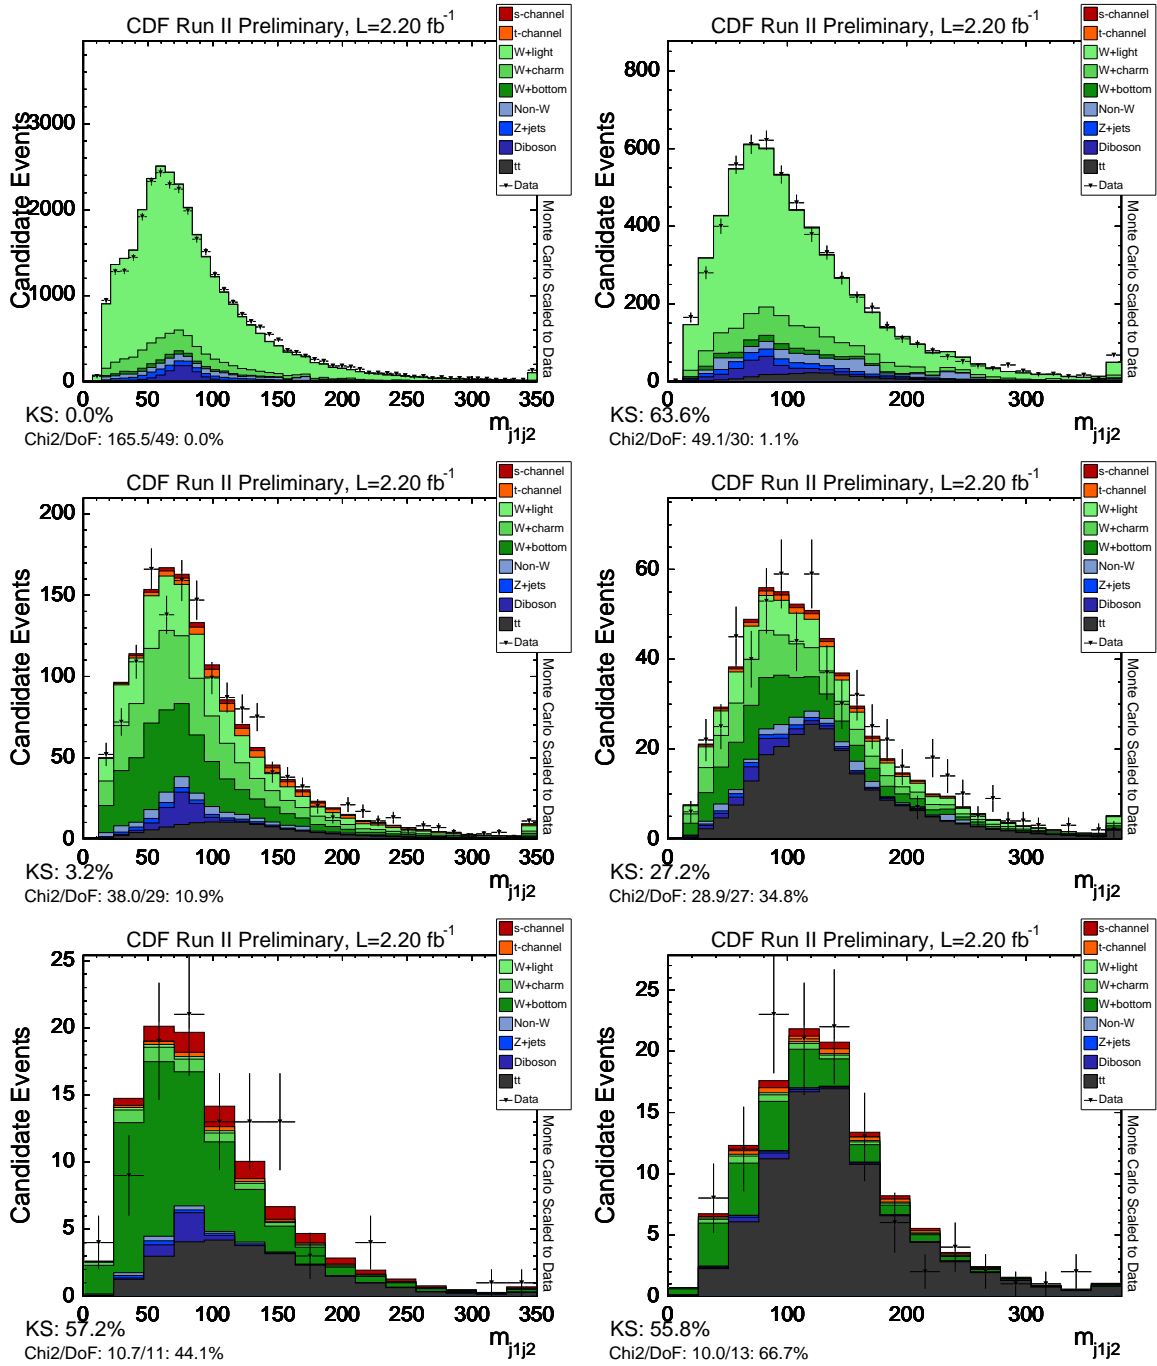 CDF Run II Preliminary, L=2.20 fb⁻¹
Candidate Events
3000
2000
1000
0
0 50 100 150 200 250 300 350
m_j1j2
KS: 0.0%
Chi2/DoF: 165.5/49: 0.0%
s-channel
t-channel
W+light
W+charm
W+bottom
Non-W
Z+jets
Diboson
tt
Data
Monte Carlo Scaled to Data
CDF Run II Preliminary, L=2.20 fb⁻¹
Candidate Events
800
600
400
200
0
0 100 200 300
m_j1j2
KS: 63.6%
Chi2/DoF: 49.1/30: 1.1%
s-channel
t-channel
W+light
W+charm
W+bottom
Non-W
Z+jets
Diboson
tt
Data
Monte Carlo Scaled to Data
CDF Run II Preliminary, L=2.20 fb⁻¹
Candidate Events
200
150
100
50
0
0 50 100 150 200 250 300 350
m_j1j2
KS: 3.2%
Chi2/DoF: 38.0/29: 10.9%
s-channel
t-channel
W+light
W+charm
W+bottom
Non-W
Z+jets
Diboson
tt
Data
Monte Carlo Scaled to Data
CDF Run II Preliminary, L=2.20 fb⁻¹
Candidate Events
60
40
20
0
0 100 200 300
m_j1j2
KS: 27.2%
Chi2/DoF: 28.9/27: 34.8%
s-channel
t-channel
W+light
W+charm
W+bottom
Non-W
Z+jets
Diboson
tt
Data
Monte Carlo Scaled to Data
CDF Run II Preliminary, L=2.20 fb⁻¹
Candidate Events
25
20
15
10
5
0
0 50 100 150 200 250 300 350
m_j1j2
KS: 57.2%
Chi2/DoF: 10.7/11: 44.1%
s-channel
t-channel
W+light
W+charm
W+bottom
Non-W
Z+jets
Diboson
tt
Data
Monte Carlo Scaled to Data
CDF Run II Preliminary, L=2.20 fb⁻¹
Candidate Events
25
20
15
10
5
0
0 100 200 300
m_j1j2
KS: 55.8%
Chi2/DoF: 10.0/13: 66.7%
s-channel
t-channel
W+light
W+charm
W+bottom
Non-W
Z+jets
Diboson
tt
Data
Monte Carlo Scaled to Data